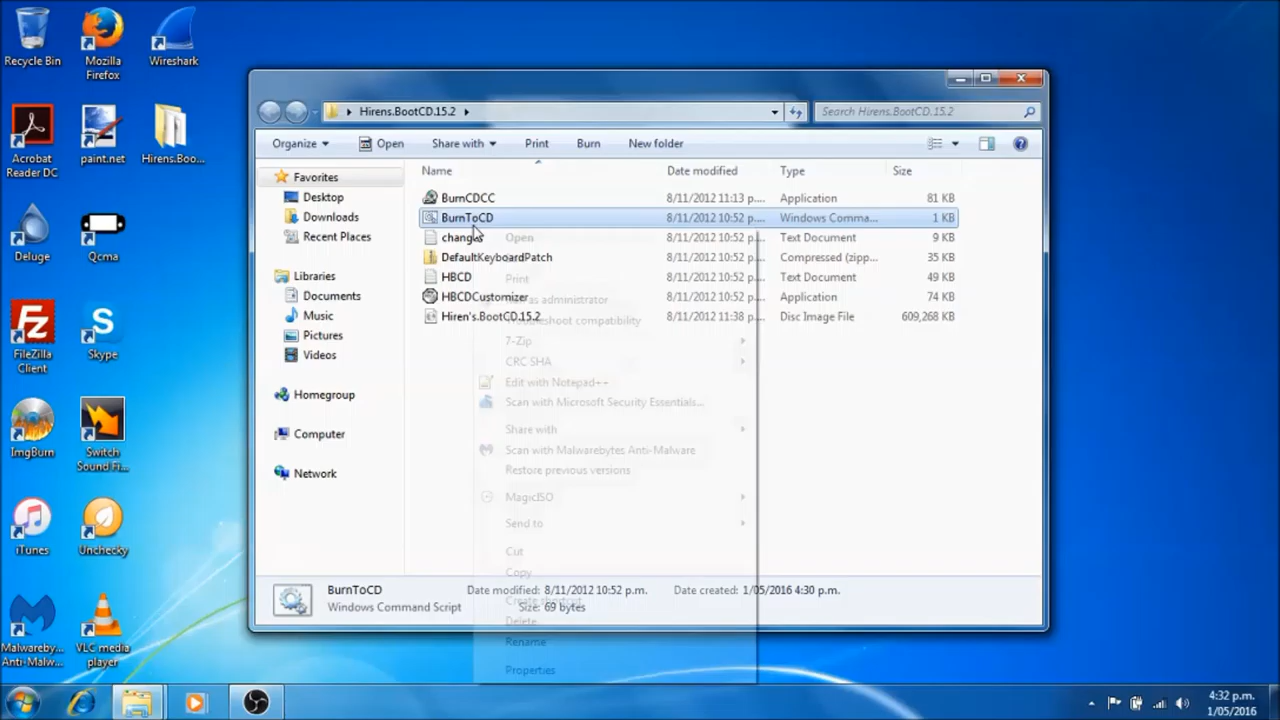 Recycle Bin
Mozilla
Firefox
Wireshark
Acrobat
Reader DC
paint.net
Hirens.Boo...
Deluge
Qcma
FileZilla
Client
Skype
ImgBurn
Switch
Sound Fi...
iTunes
Unchecky
Malwareby...
Anti-Malw...
VLC media
player
Hirens.BootCD.15.2
Search Hirens.BootCD.15.2
Organize
Open
Share with
Print
Burn
New folder
Favorites
Desktop
Downloads
Recent Places
Libraries
Documents
Music
Pictures
Videos
Homegroup
Computer
Network
Name Date modified Type Size
BurnCDCC 8/11/2012 11:13 p.... Application 81 KB
BurnToCD 8/11/2012 10:52 p.... Windows Comma... 1 KB
changes 8/11/2012 10:52 p.... Text Document 9 KB
DefaultKeyboardPatch 8/11/2012 10:52 p.... Compressed (zipp... 35 KB
HBCD 8/11/2012 10:52 p.... Text Document 49 KB
HBCDCustomizer 8/11/2012 10:52 p.... Application 74 KB
Hiren's.BootCD.15.2 8/11/2012 11:38 p.... Disc Image File 609,268 KB
Open
Print
as administrator
Troubleshoot compatibility
7-Zip
CRC SHA
Edit with Notepad++
Scan with Microsoft Security Essentials...
Share with
Scan with Malwarebytes Anti-Malware
Restore previous versions
MagicISO
Send to
Cut
Copy
Create shortcut
Delete
Rename
Properties
BurnToCD
Windows Command Script
Date modified: 8/11/2012 10:52 p.m.
Size: 69 bytes
Date created: 1/05/2016 4:30 p.m.
4:32 p.m.
1/05/2016